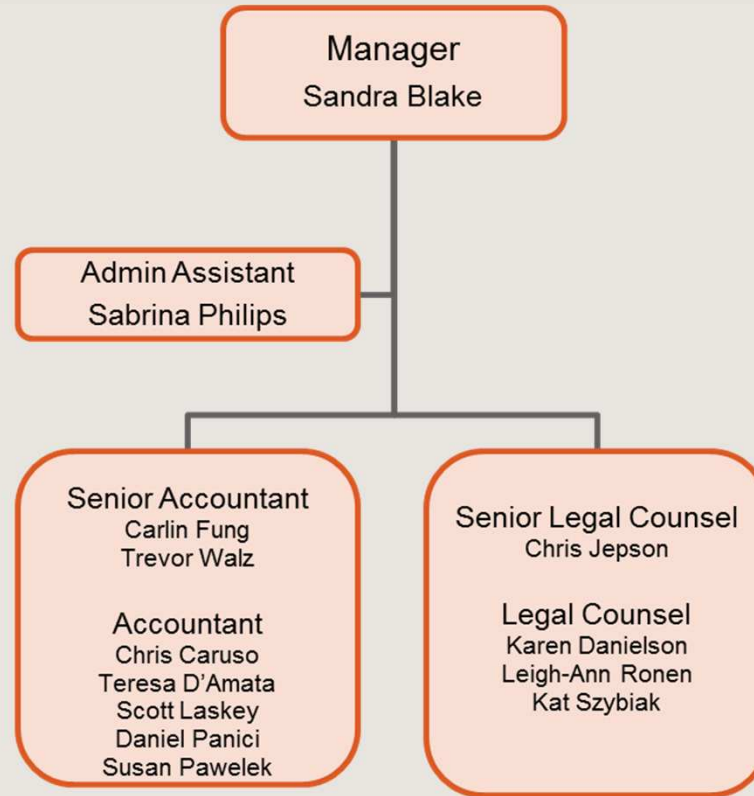 Manager
Sandra Blake
Admin Assistant
Sabrina Philips
Senior Accountant
Carlin Fung
Trevor Walz
Accountant
Chris Caruso
Teresa D’Amata
Scott Laskey
Daniel Panici
Susan Pawelek
Senior Legal Counsel
Chris Jepson
Legal Counsel
Karen Danielson
Leigh-Ann Ronen
Kat Szybiak